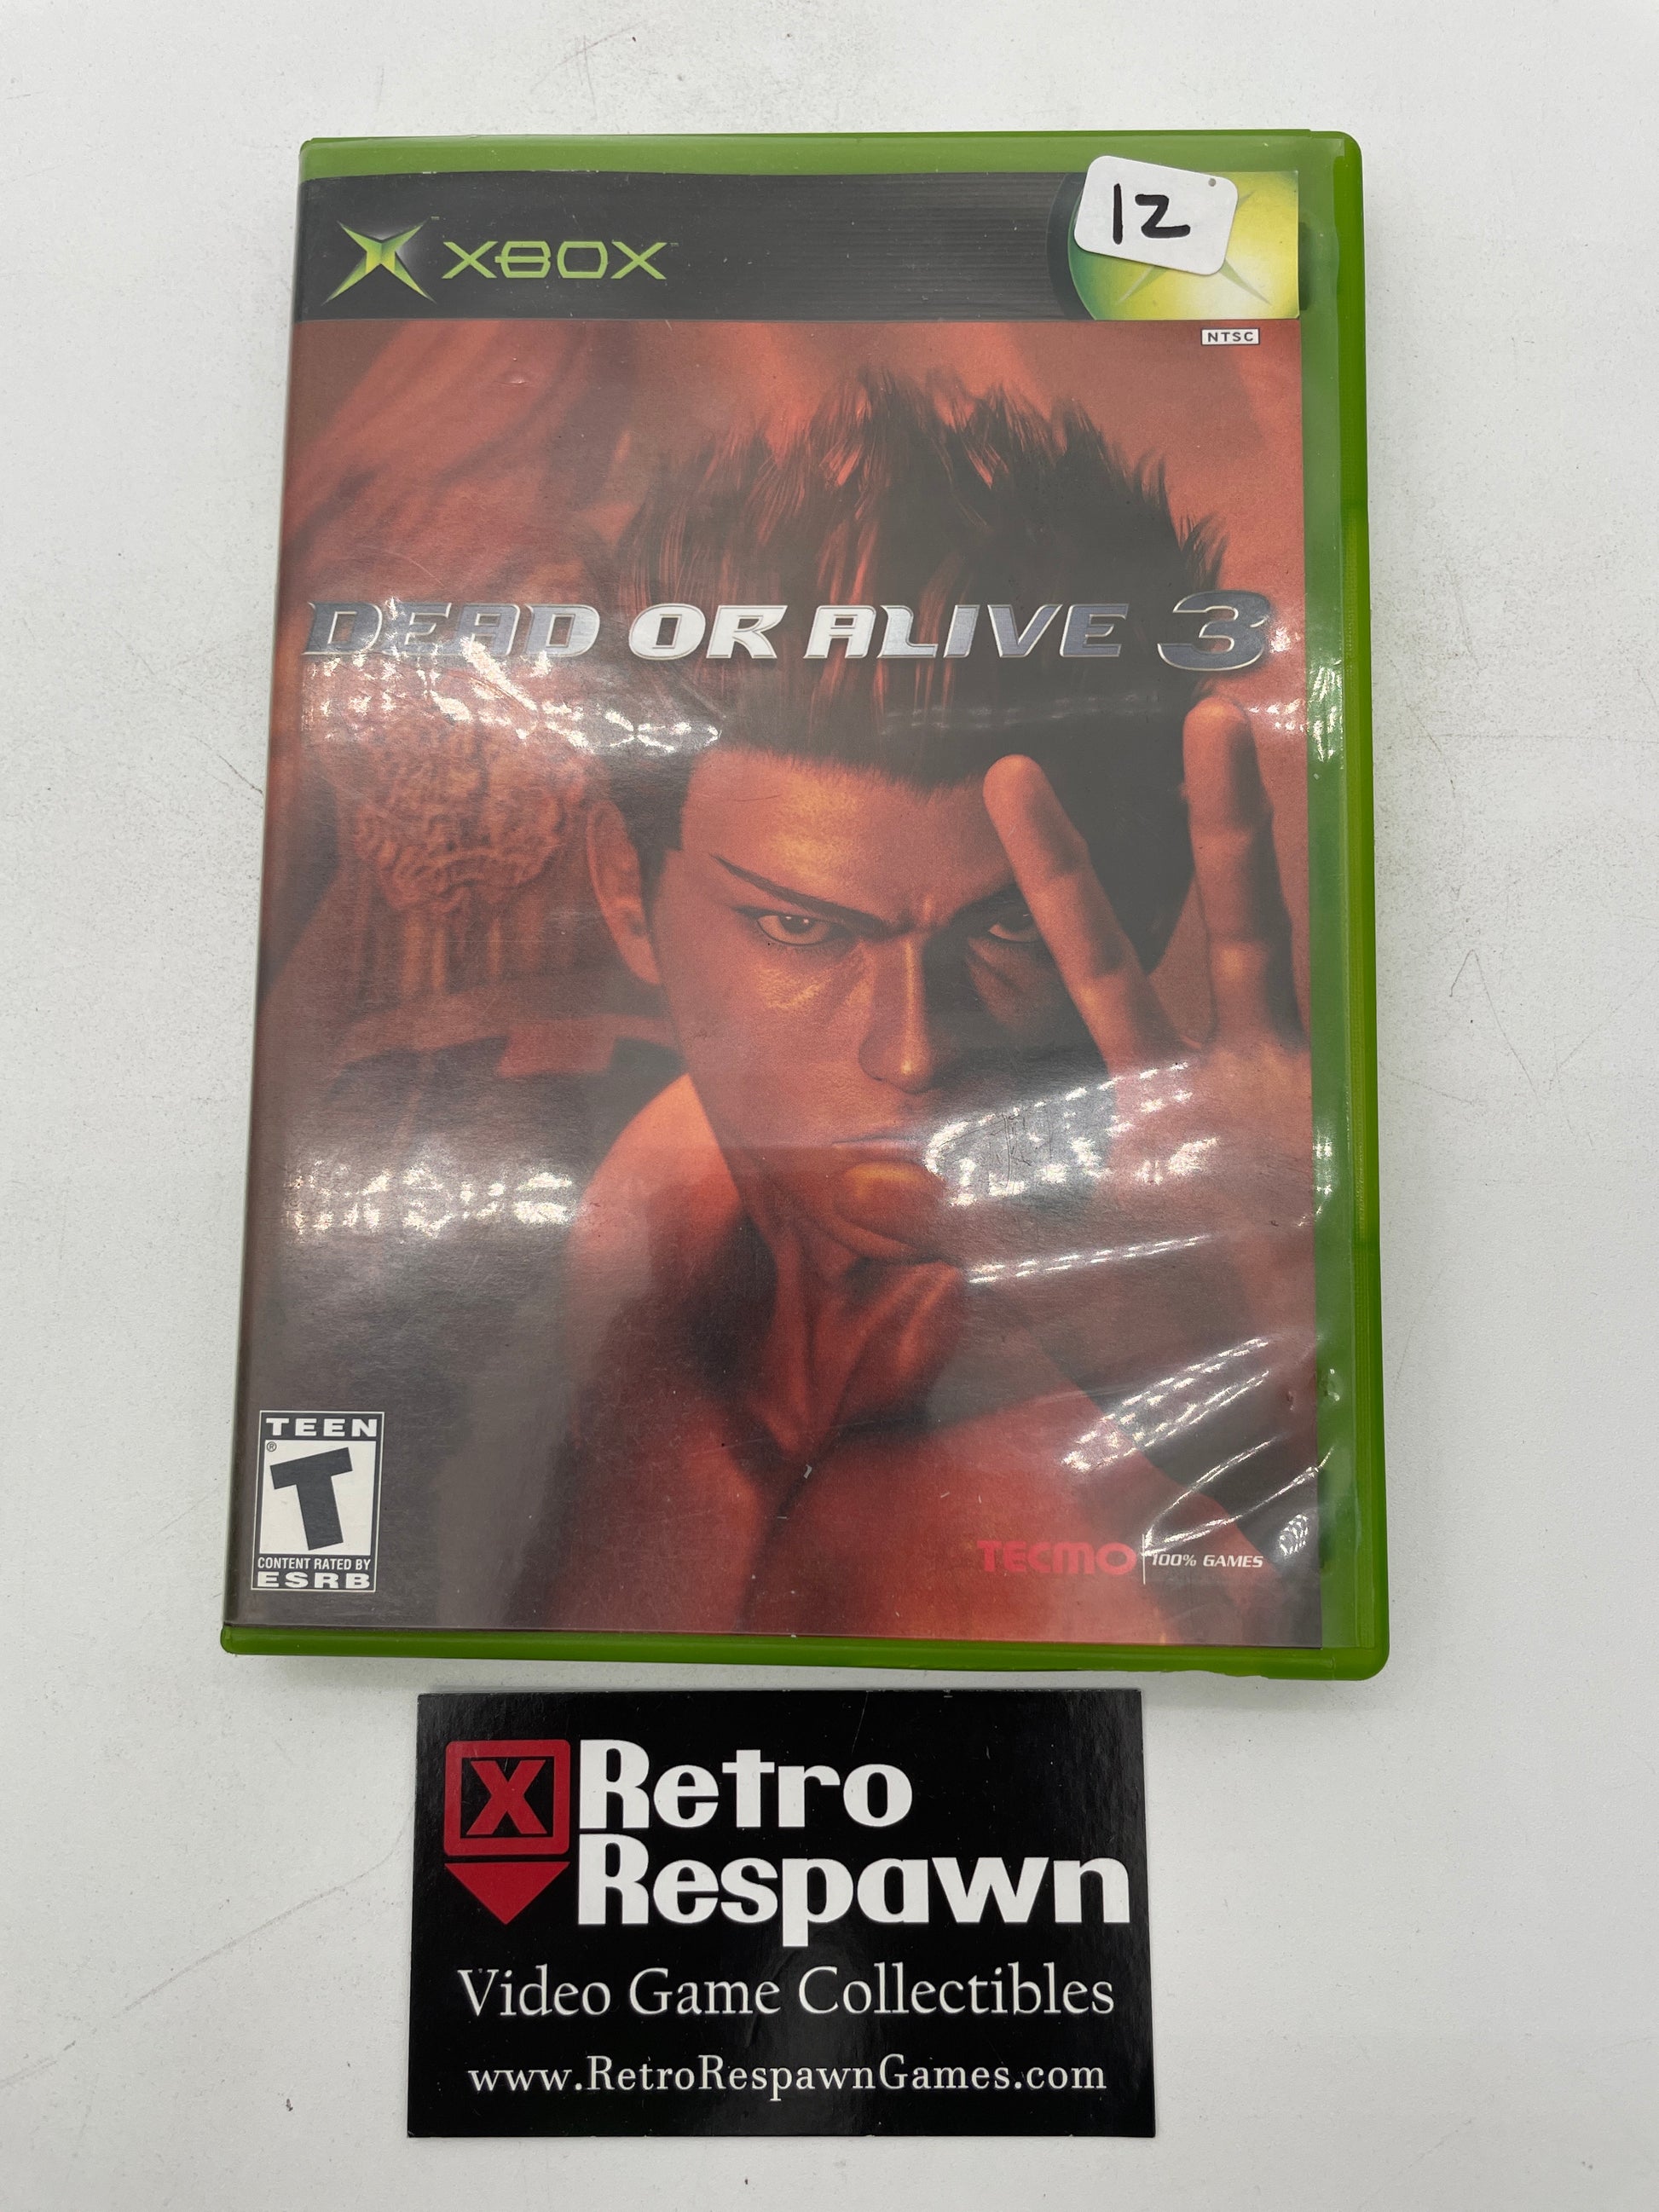 XBOX
12
NTSC
DEAD OR ALIVE 3
TEEN
T
CONTENT RATED BY
ESRB
TECMO 100% GAMES
X Retro
Respawn
Video Game Collectibles
www.RetroRespawnGames.com